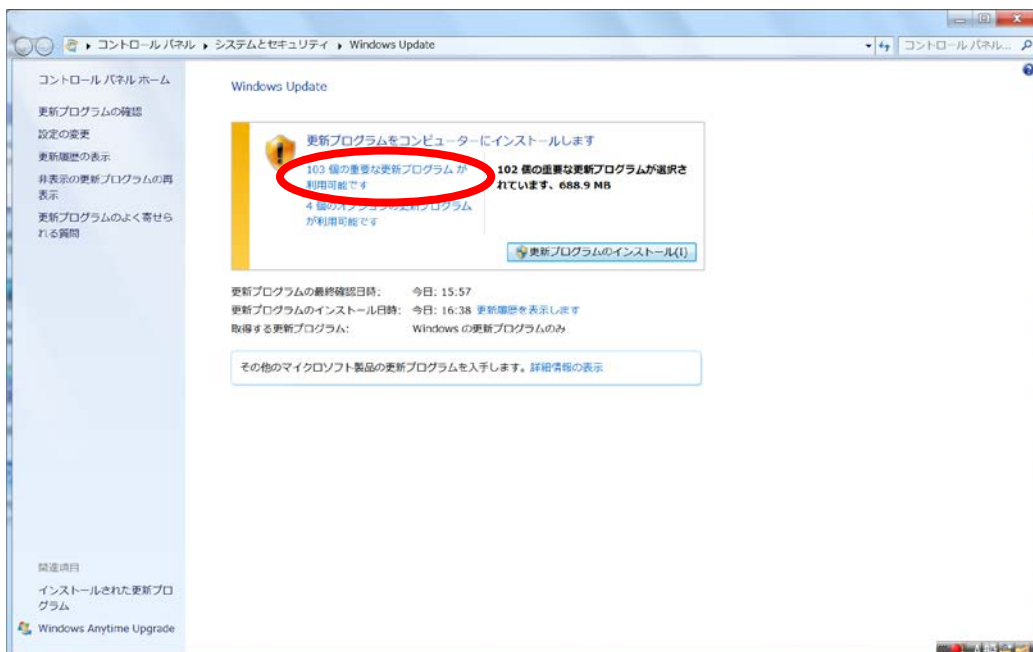 コントロール パネル ▸ システムとセキュリティ ▸ Windows Update
コントロール パネル...
コントロール パネル ホーム
更新プログラムの確認
設定の変更
更新履歴の表示
非表示の更新プログラムの再
表示
更新プログラムのよく寄せら
れる質問
Windows Update
更新プログラムをコンピューターにインストールします
103 個の重要な更新プログラム が
利用可能です
4 個のオプションの更新プログラム
が利用可能です
102 個の重要な更新プログラムが選択さ
れています、688.9 MB
更新プログラムのインストール(I)
更新プログラムの最終確認日時: 今日: 15:57
更新プログラムのインストール日時: 今日: 16:38 更新履歴を表示します
取得する更新プログラム: Windows の更新プログラムのみ
その他のマイクロソフト製品の更新プログラムを入手します。詳細情報の表示
関連項目
インストールされた更新プロ
グラム
Windows Anytime Upgrade